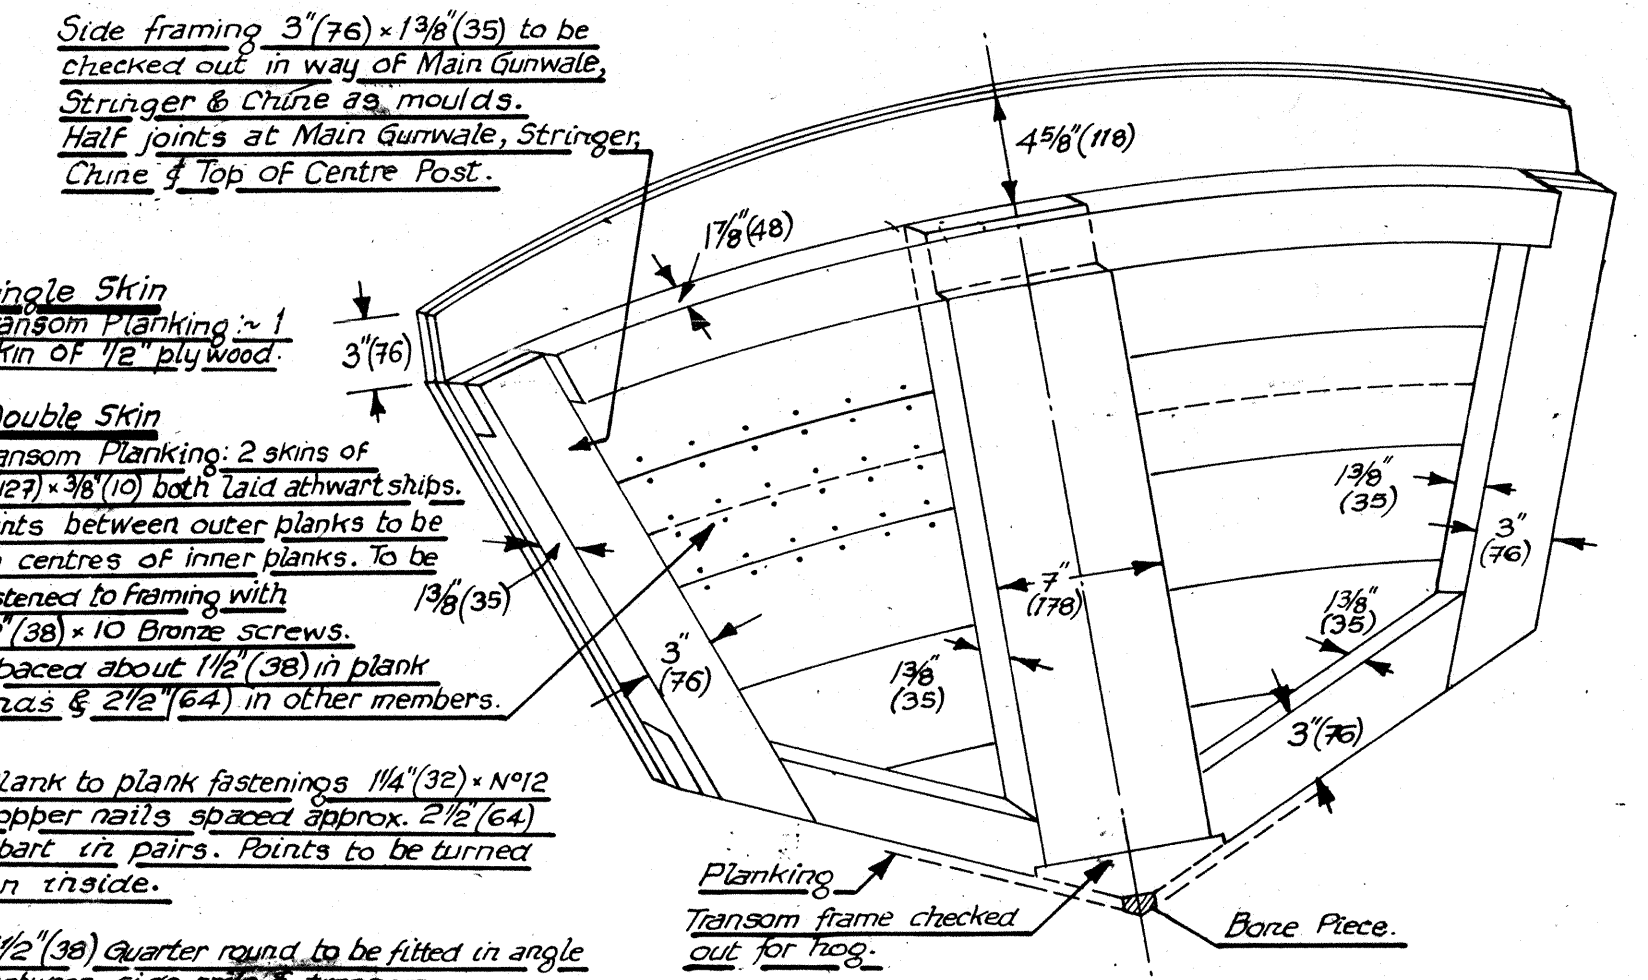 Side framing 3"(76) × 1 3/8"(35) to be
checked out in way of Main Gunwale,
Stringer & Chine as moulds.
Half joints at Main Gunwale, Stringer,
Chine & Top of Centre Post.
ngle Skin
ansom Planking :~ 1
kin of 1/2" plywood.
Double Skin
ansom Planking: 2 skins of
127) × 3/8"(10) both laid athwartships.
nts between outer planks to be
centres of inner planks. To be
stened to framing with
"(38) × 10 Bronze screws.
paced about 1 1/2"(38) in plank
nds & 2 1/2"(64) in other members.
lank to plank fastenings 1 1/4"(32) × Nº12
opper nails spaced approx. 2 1/2"(64)
part in pairs. Points to be turned
n inside.
1/2"(38) Quarter round to be fitted in angle
4 5/8"(118)
1 7/8"(48)
3"(76)
1 3/8"
(35)
3"
(76)
1 3/8"(35)
7"
(178)
1 3/8"
(35)
3"
(76)
1 3/8"
(35)
3"(76)
Planking
Transom frame checked
out for hog.
Bone Piece.